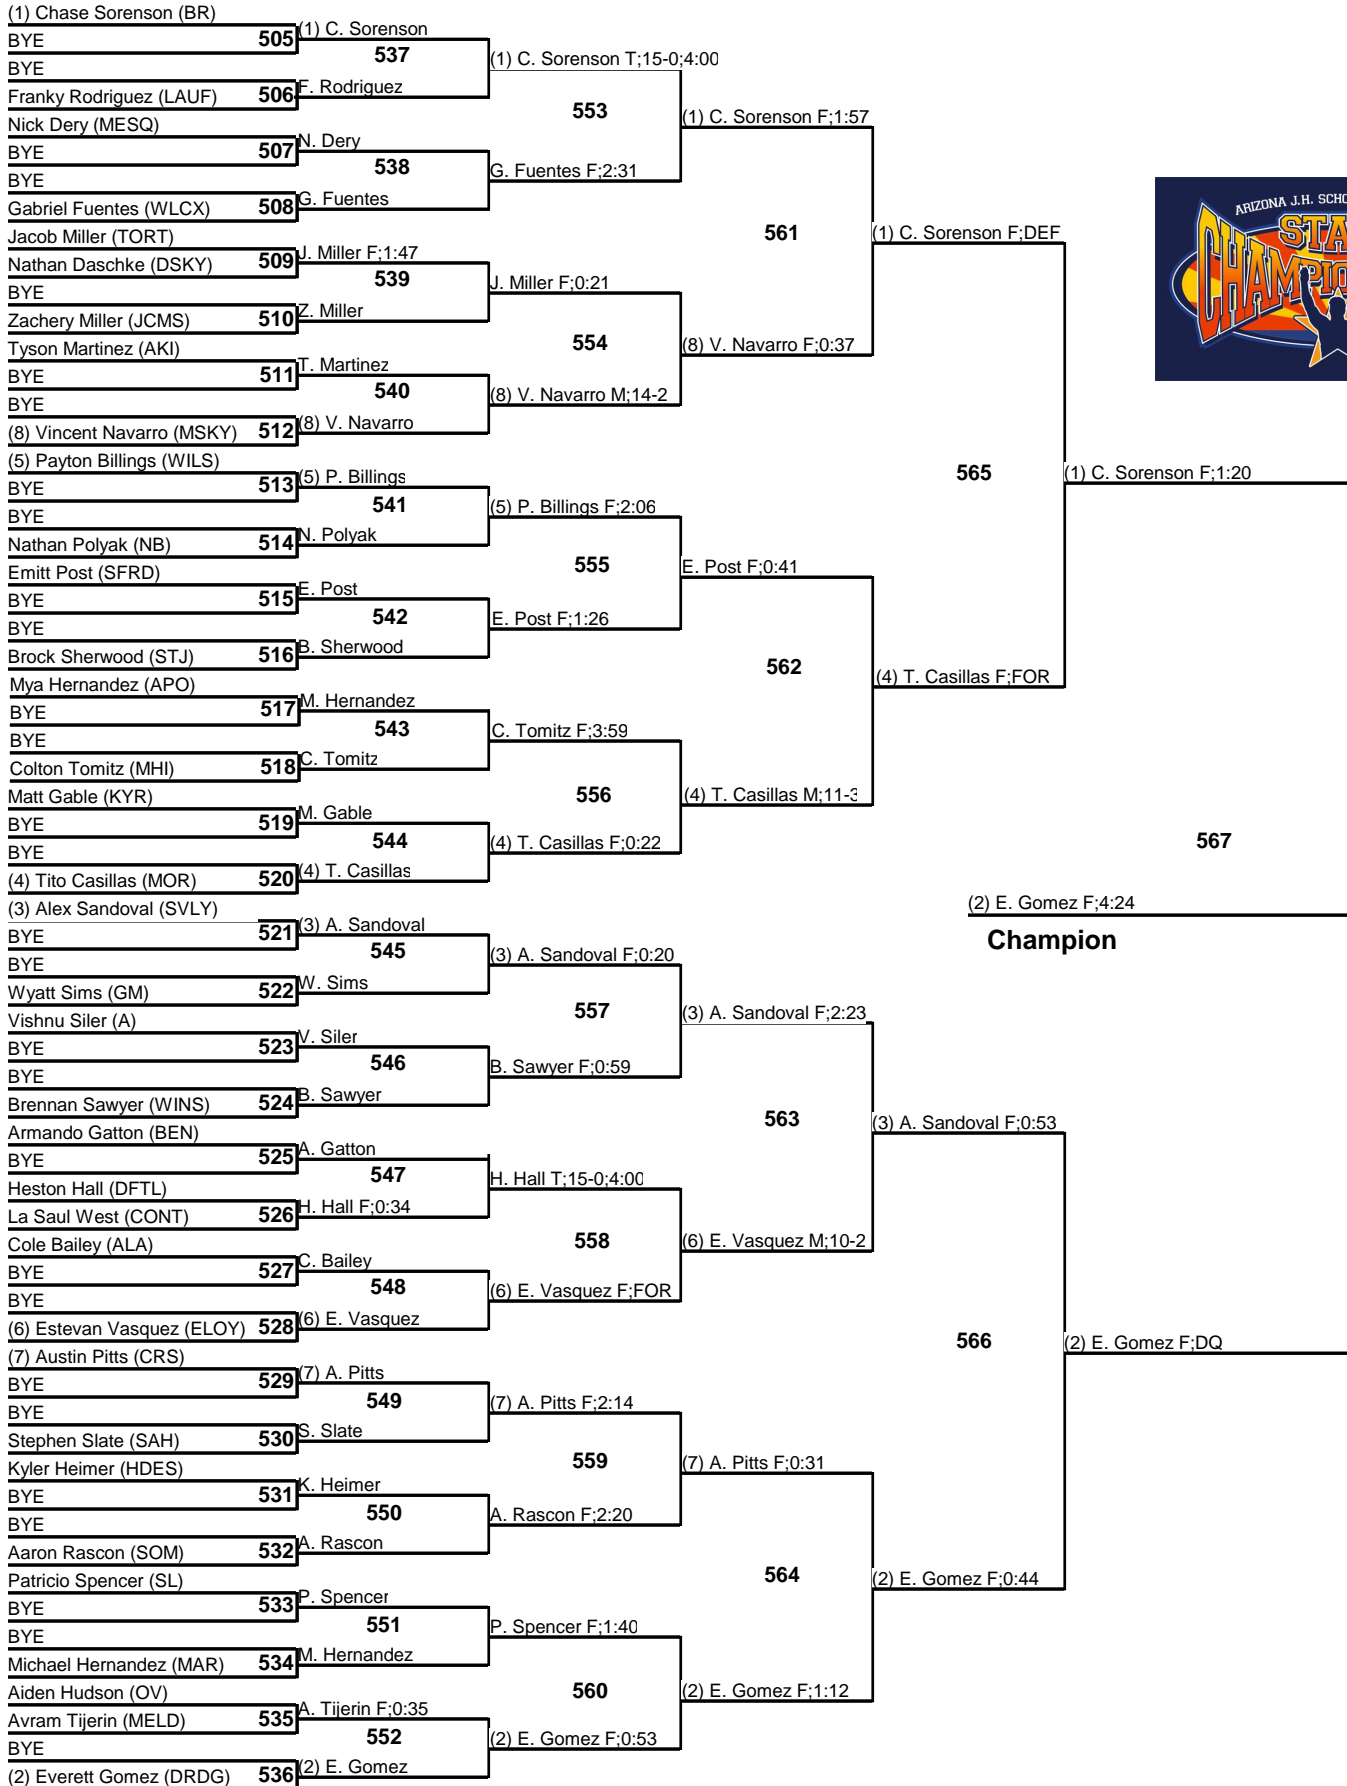 (1) Chase Sorenson (BR)
BYE
505
BYE
Franky Rodriguez (LAUF)
506
Nick Dery (MESQ)
BYE
507
BYE
Gabriel Fuentes (WLCX)
508
Jacob Miller (TORT)
Nathan Daschke (DSKY)
509
BYE
Zachery Miller (JCMS)
510
Tyson Martinez (AKI)
BYE
511
BYE
(8) Vincent Navarro (MSKY)
512
(5) Payton Billings (WILS)
BYE
513
BYE
Nathan Polyak (NB)
514
Emitt Post (SFRD)
BYE
515
BYE
Brock Sherwood (STJ)
516
Mya Hernandez (APO)
BYE
517
BYE
Colton Tomitz (MHI)
518
Matt Gable (KYR)
BYE
519
BYE
(4) Tito Casillas (MOR)
520
(3) Alex Sandoval (SVLY)
BYE
521
BYE
Wyatt Sims (GM)
522
Vishnu Siler (A)
BYE
523
BYE
Brennan Sawyer (WINS)
524
Armando Gatton (BEN)
BYE
525
Heston Hall (DFTL)
La Saul West (CONT)
526
Cole Bailey (ALA)
BYE
527
BYE
(6) Estevan Vasquez (ELOY)
528
(7) Austin Pitts (CRS)
BYE
529
BYE
Stephen Slate (SAH)
530
Kyler Heimer (HDES)
BYE
531
BYE
Aaron Rascon (SOM)
532
Patricio Spencer (SL)
BYE
533
BYE
Michael Hernandez (MAR)
534
Aiden Hudson (OV)
Avram Tijerin (MELD)
535
BYE
(2) Everett Gomez (DRDG)
536
(1) C. Sorenson
537
F. Rodriguez
N. Dery
538
G. Fuentes
J. Miller F;1:47
539
Z. Miller
T. Martinez
540
(8) V. Navarro
(5) P. Billings
541
N. Polyak
E. Post
542
B. Sherwood
M. Hernandez
543
C. Tomitz
M. Gable
544
(4) T. Casillas
(3) A. Sandoval
545
W. Sims
V. Siler
546
B. Sawyer
A. Gatton
547
H. Hall F;0:34
C. Bailey
548
(6) E. Vasquez
(7) A. Pitts
549
S. Slate
K. Heimer
550
A. Rascon
P. Spencer
551
M. Hernandez
A. Tijerin F;0:35
552
(2) E. Gomez
(1) C. Sorenson T;15-0;4:00
553
G. Fuentes F;2:31
J. Miller F;0:21
554
(8) V. Navarro M;14-2
(5) P. Billings F;2:06
555
E. Post F;1:26
C. Tomitz F;3:59
556
(4) T. Casillas F;0:22
(3) A. Sandoval F;0:20
557
B. Sawyer F;0:59
H. Hall T;15-0;4:00
558
(6) E. Vasquez F;FOR
(7) A. Pitts F;2:14
559
A. Rascon F;2:20
P. Spencer F;1:40
560
(2) E. Gomez F;0:53
(1) C. Sorenson F;1:57
561
(8) V. Navarro F;0:37
E. Post F;0:41
562
(4) T. Casillas M;11-3
(3) A. Sandoval F;2:23
563
(6) E. Vasquez M;10-2
(7) A. Pitts F;0:31
564
(2) E. Gomez F;1:12
(1) C. Sorenson F;DEF
565
(4) T. Casillas F;FOR
(3) A. Sandoval F;0:53
566
(2) E. Gomez F;0:44
ARIZONA J.H. SCHO
STA
CHAMPIO
(1) C. Sorenson F;1:20
567
(2) E. Gomez F;4:24
Champion
(2) E. Gomez F;DQ